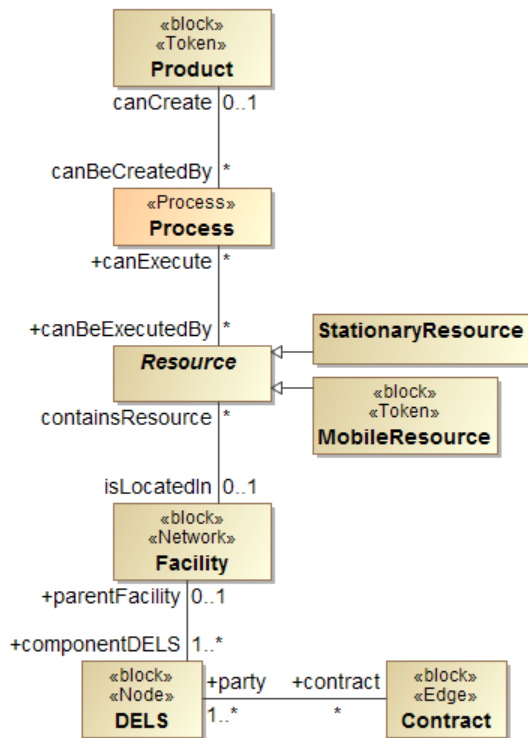 «block»
«Token»
Product
canCreate 0..1
canBeCreatedBy *
«Process»
Process
+canExecute *
+canBeExecutedBy *
Resource
StationaryResource
«block»
«Token»
MobileResource
containsResource *
isLocatedIn 0..1
«block»
«Network»
Facility
+parentFacility 0..1
+componentDELS 1..*
«block»
«Node»
DELS
+party +contract
1..* *
«block»
«Edge»
Contract